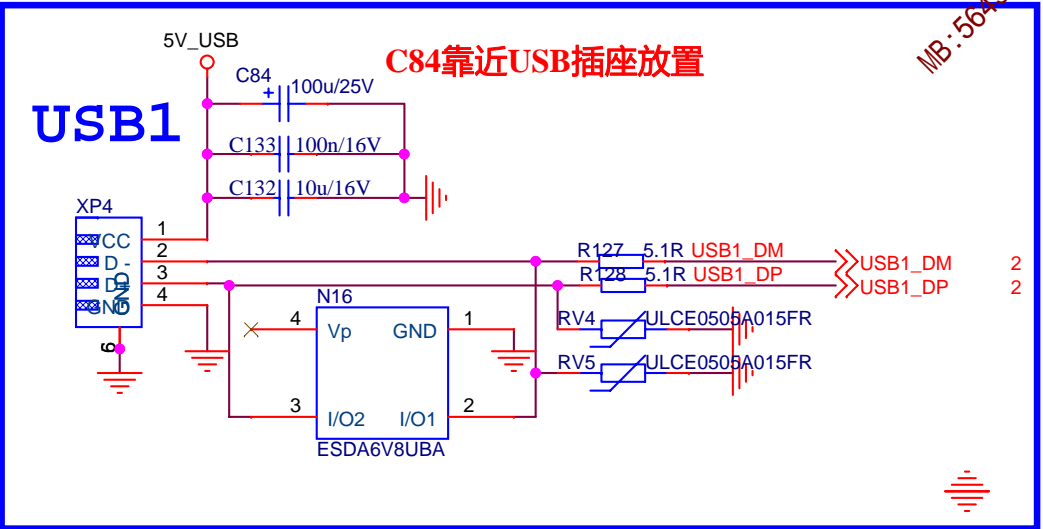 MB:5645
5V_USB
C84靠近USB插座放置
C84
+
100u/25V
USB1
C133
100n/16V
C132
10u/16V
XP4
VCC
1
D -
2
D+
3
GND
4
GND
6
R127
5.1R
USB1_DM
USB1_DM
2
R128
5.1R
USB1_DP
USB1_DP
2
N16
4
Vp
GND
1
RV4
ULCE0505A015FR
RV5
ULCE0505A015FR
3
I/O2
I/O1
2
ESDA6V8UBA